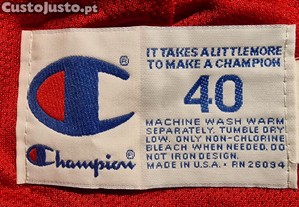 CustoJusto.pt
IT TAKES A LITTLE MORE
TO MAKE A CHAMPION
®
40
MACHINE WASH WARM
SEPARATELY. TUMBLE DRY
LOW. ONLY NON-CHLORINE
BLEACH WHEN NEEDED. DO
NOT IRON DESIGN.
MADE IN U.S.A. • RN 26094
Champion®